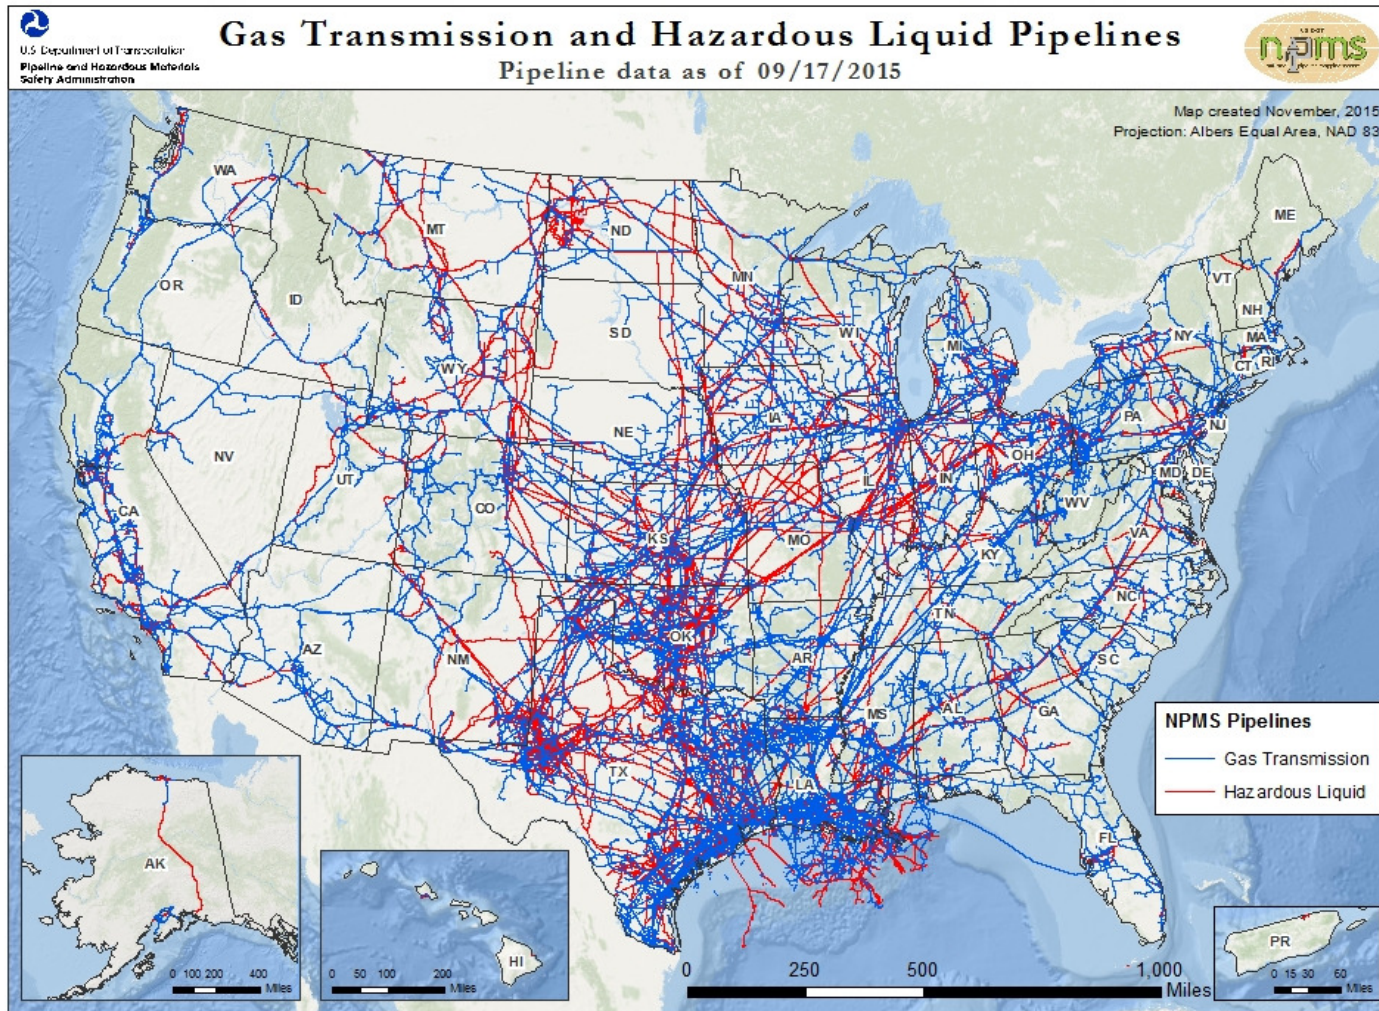 U.S. Department of Transportation
Pipeline and Hazardous Materials
Safety Administration
Gas Transmission and Hazardous Liquid Pipelines
Pipeline data as of 09/17/2015
npms
Map created November, 2015
Projection: Albers Equal Area, NAD 83
WA
MT
ND
MN
ME
OR
ID
SD
WI
MI
VT
NH
NY
MA
CT
RI
WY
IA
NE
PA
NJ
NV
UT
CO
IL
IN
OH
MD
DE
WV
CA
KS
MO
KY
VA
AZ
NM
OK
AR
TN
NC
SC
TX
MS
AL
GA
LA
FL
NPMS Pipelines
Gas Transmission
Hazardous Liquid
AK
0 100 200 400
Miles
HI
0 50 100 200
Miles
0 250 500 1,000
Miles
PR
0 15 30 60
Miles